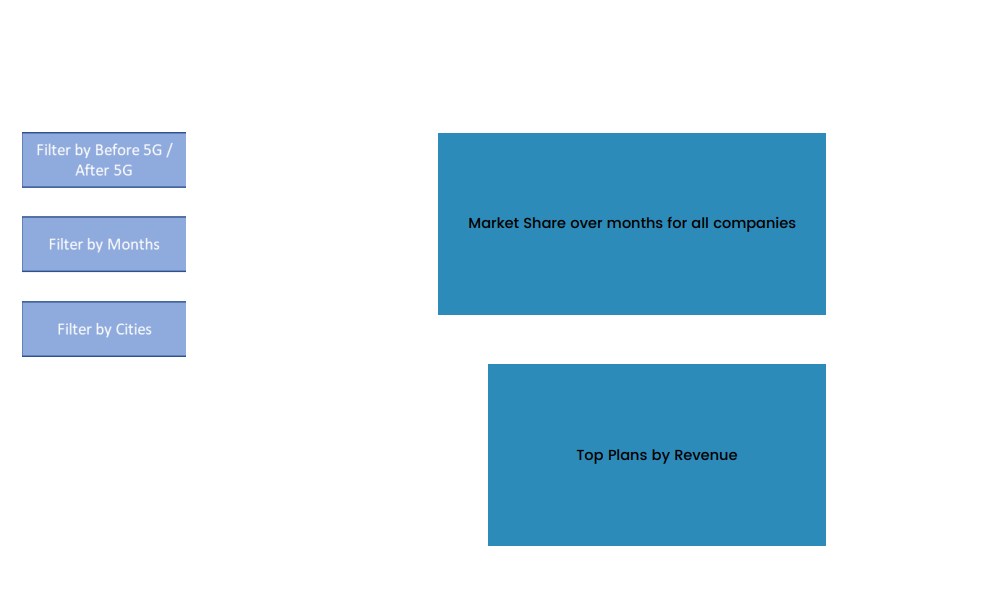 Filter by Before 5G /
After 5G
Market Share over months for all companies
Filter by Months
Filter by Cities
Top Plans by Revenue